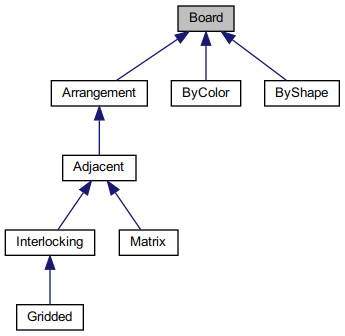 Board
Arrangement
ByColor
ByShape
Adjacent
Interlocking
Matrix
Gridded